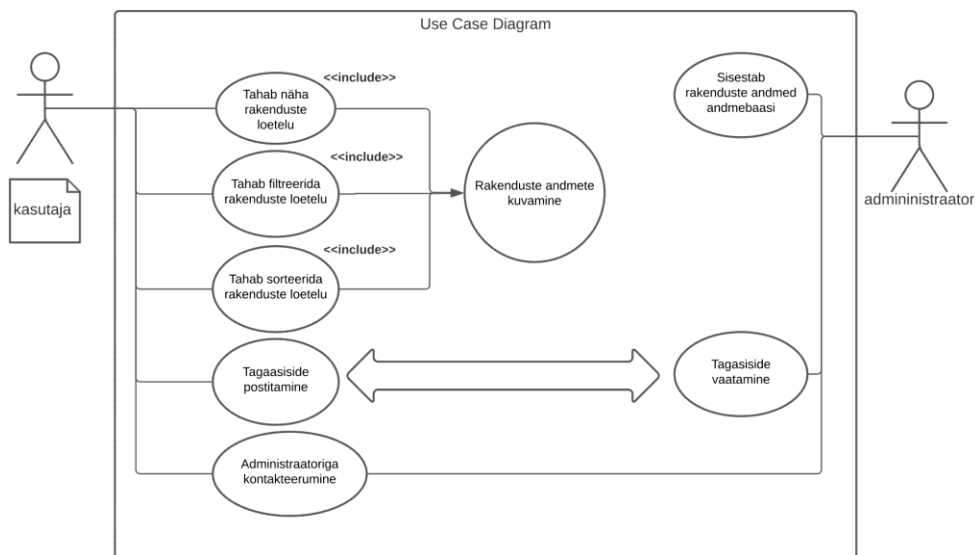 Use Case Diagram
<<include>>
Tahab näha
rakenduste
loetelu
<<include>>
Tahab filtreerida
rakenduste loetelu
<<include>>
Tahab sorteerida
rakenduste loetelu
Tagaasiside
postitamine
Administraatoriga
kontakteerumine
Rakenduste andmete
kuvamine
Sisestab
rakenduste andmed
andmebaasi
Tagasiside
vaatamine
kasutaja
admininistraator